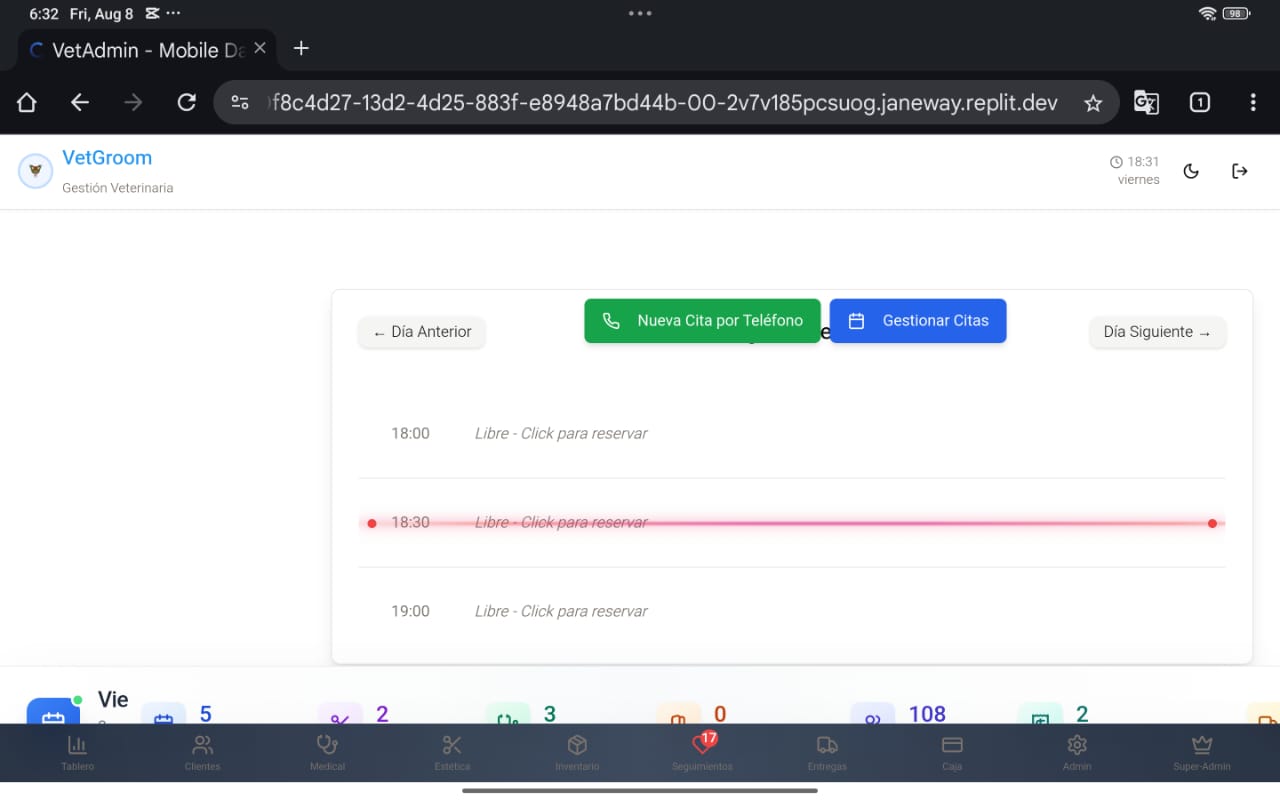 6:32 Fri, Aug 8
98
VetAdmin - Mobile Da
f8c4d27-13d2-4d25-883f-e8948a7bd44b-00-2v7v185pcsuog.janeway.replit.dev
1
VetGroom
Gestión Veterinaria
18:31
viernes
← Día Anterior
Nueva Cita por Teléfono
Gestionar Citas
Día Siguiente →
18:00 Libre - Click para reservar
18:30 Libre - Click para reservar
19:00 Libre - Click para reservar
Vie
5
2
3
0
108
2
17
Tablero
Clientes
Medical
Estética
Inventario
Seguimientos
Entregas
Caja
Admin
Super-Admin